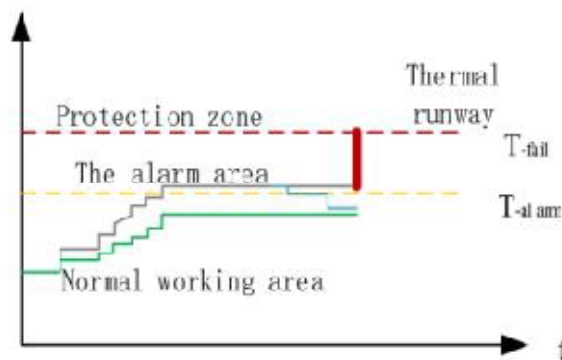 Thermal
runway
Protection zone
T-fail
The alarm area
T-alarm
Normal working area